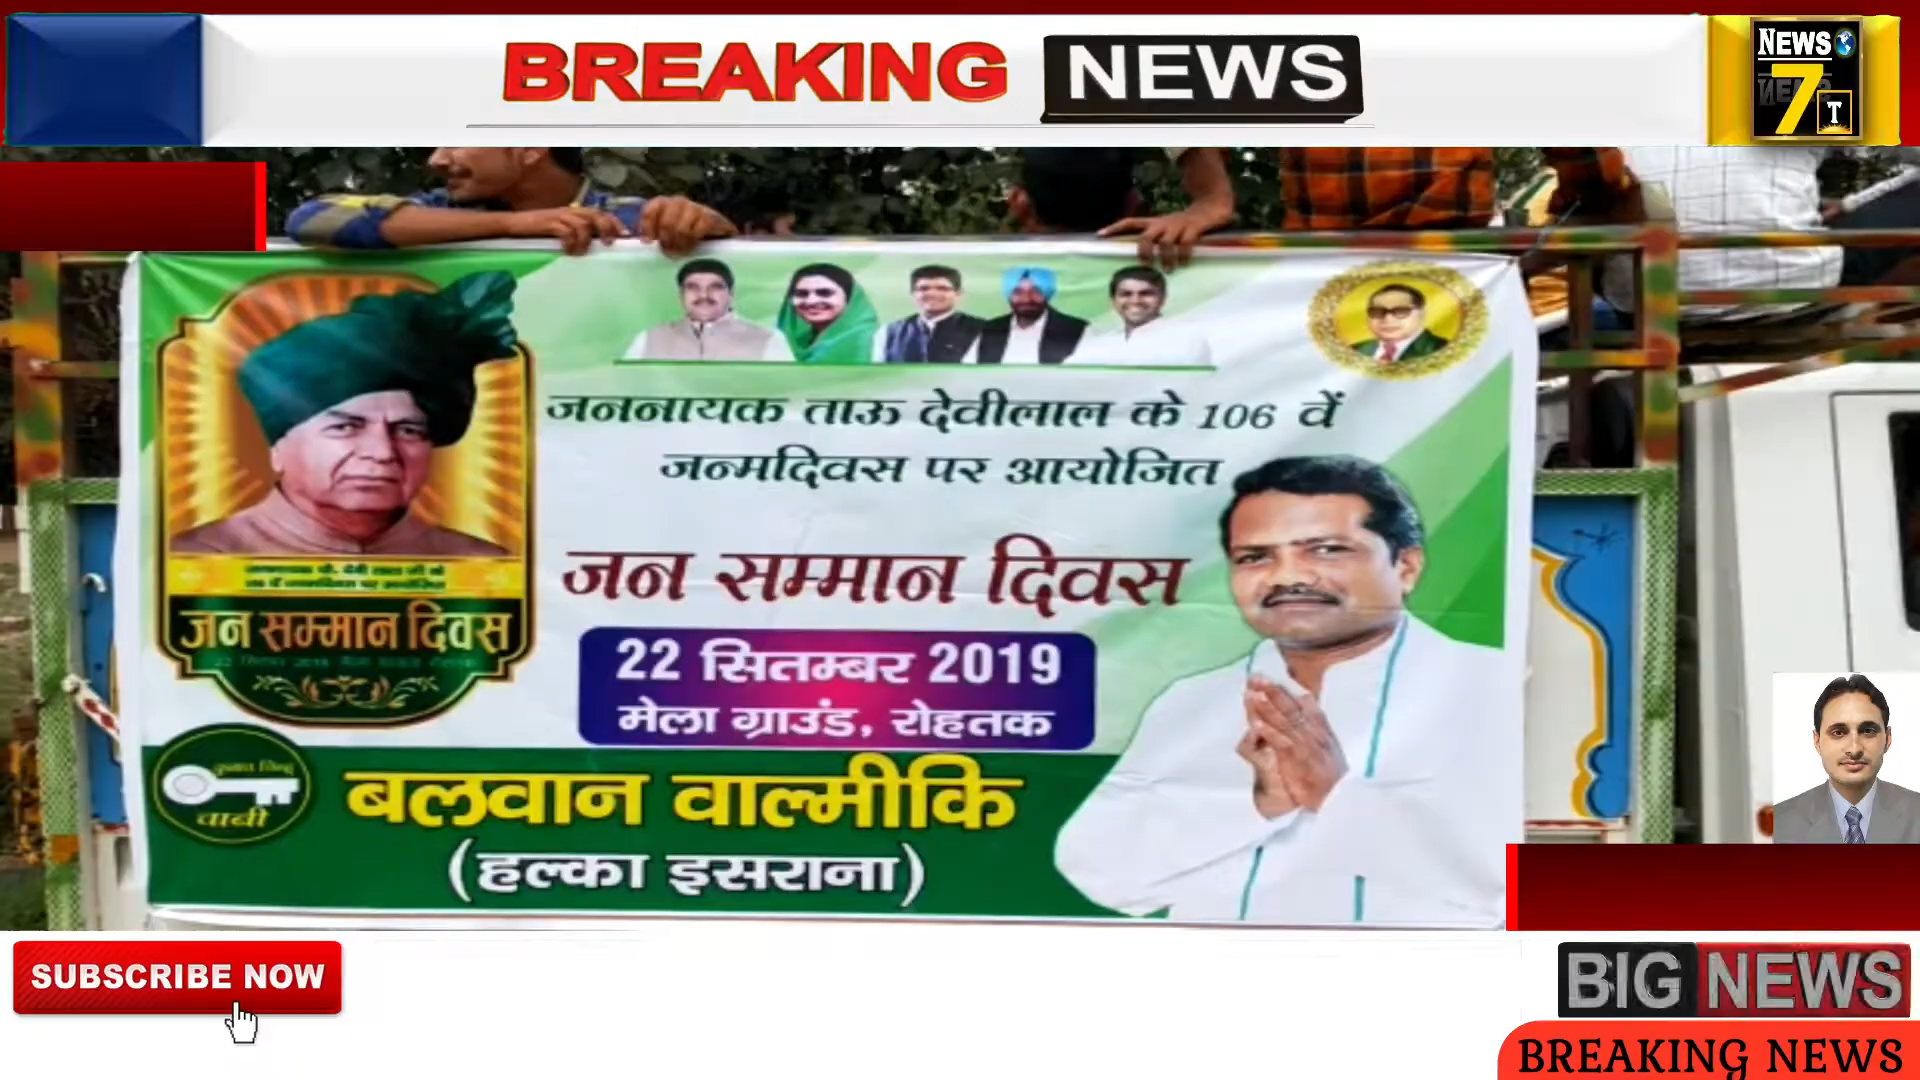 BREAKING NEWS
NEWS
7
T
जननायक ताऊ देवीलाल के 106 वें
जन्मदिवस पर आयोजित
जन सम्मान दिवस
22 सितम्बर 2019
मेला ग्राउंड, रोहतक
जन सम्मान दिवस
चाबी
बलवान वाल्मीकि
(हल्का इसराना)
SUBSCRIBE NOW
BIG NEWS
BREAKING NEWS